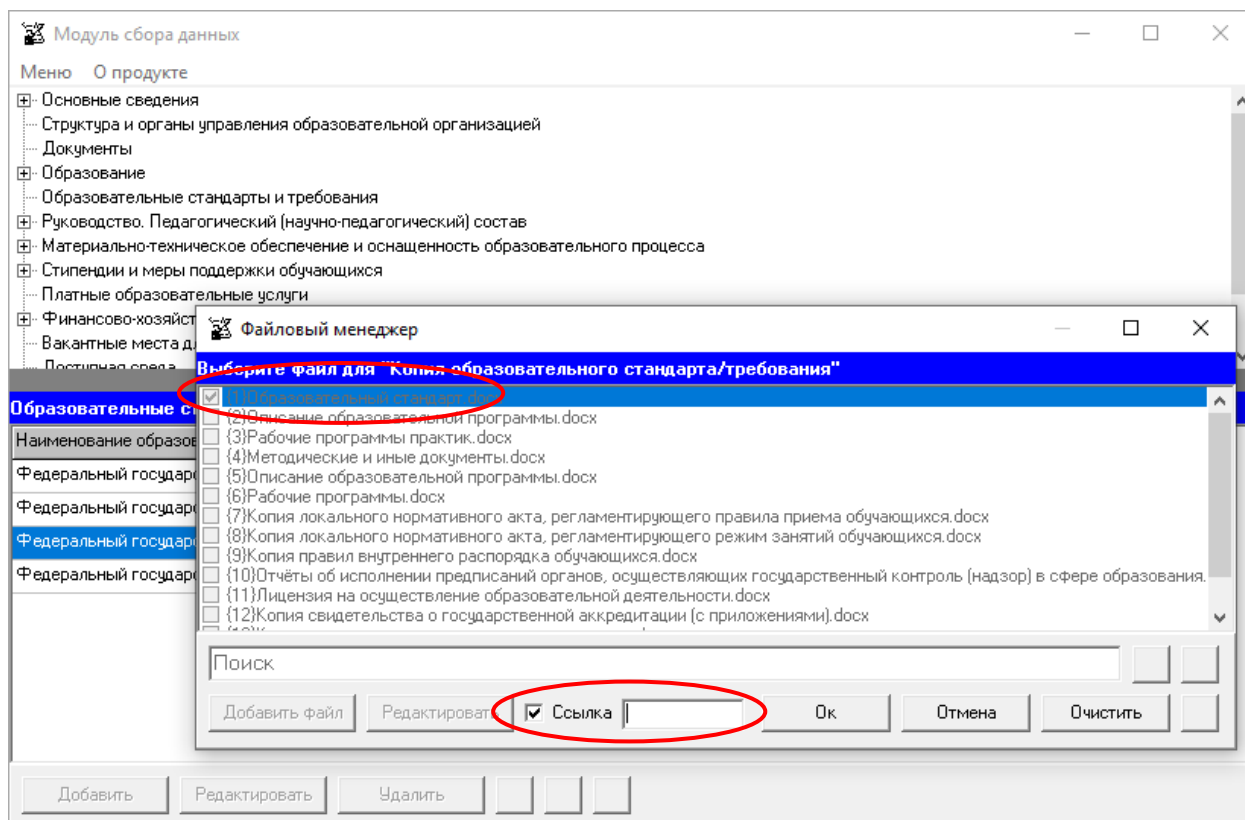 Модуль сбора данных
Меню О продукте
Основные сведения
Структура и органы управления образовательной организацией
Документы
Образование
Образовательные стандарты и требования
Руководство. Педагогический (научно-педагогический) состав
Материально-техническое обеспечение и оснащенность образовательного процесса
Стипендии и меры поддержки обучающихся
Платные образовательные услуги
Финансово-хозяйст
Вакантные места д
Доступная среда
Файловый менеджер
Выберите файл для "Копия образовательного стандарта/требования"
{1}Образовательный стандарт.docx
{2}Описание образовательной программы.docx
{3}Рабочие программы практик.docx
{4}Методические и иные документы.docx
{5}Описание образовательной программы.docx
{6}Рабочие программы.docx
{7}Копия локального нормативного акта, регламентирующего правила приема обучающихся.docx
{8}Копия локального нормативного акта, регламентирующего режим занятий обучающихся.docx
{9}Копия правил внутреннего распорядка обучающихся.docx
{10}Отчёты об исполнении предписаний органов, осуществляющих государственный контроль (надзор) в сфере образования.
{11}Лицензия на осуществление образовательной деятельности.docx
{12}Копия свидетельства о государственной аккредитации (с приложениями).docx
Поиск
Добавить файл Редактировать Ссылка Ок Отмена Очистить
Образовательные с
Наименование образов
Федеральный государ
Федеральный государ
Федеральный государ
Федеральный государ
Добавить Редактировать Удалить